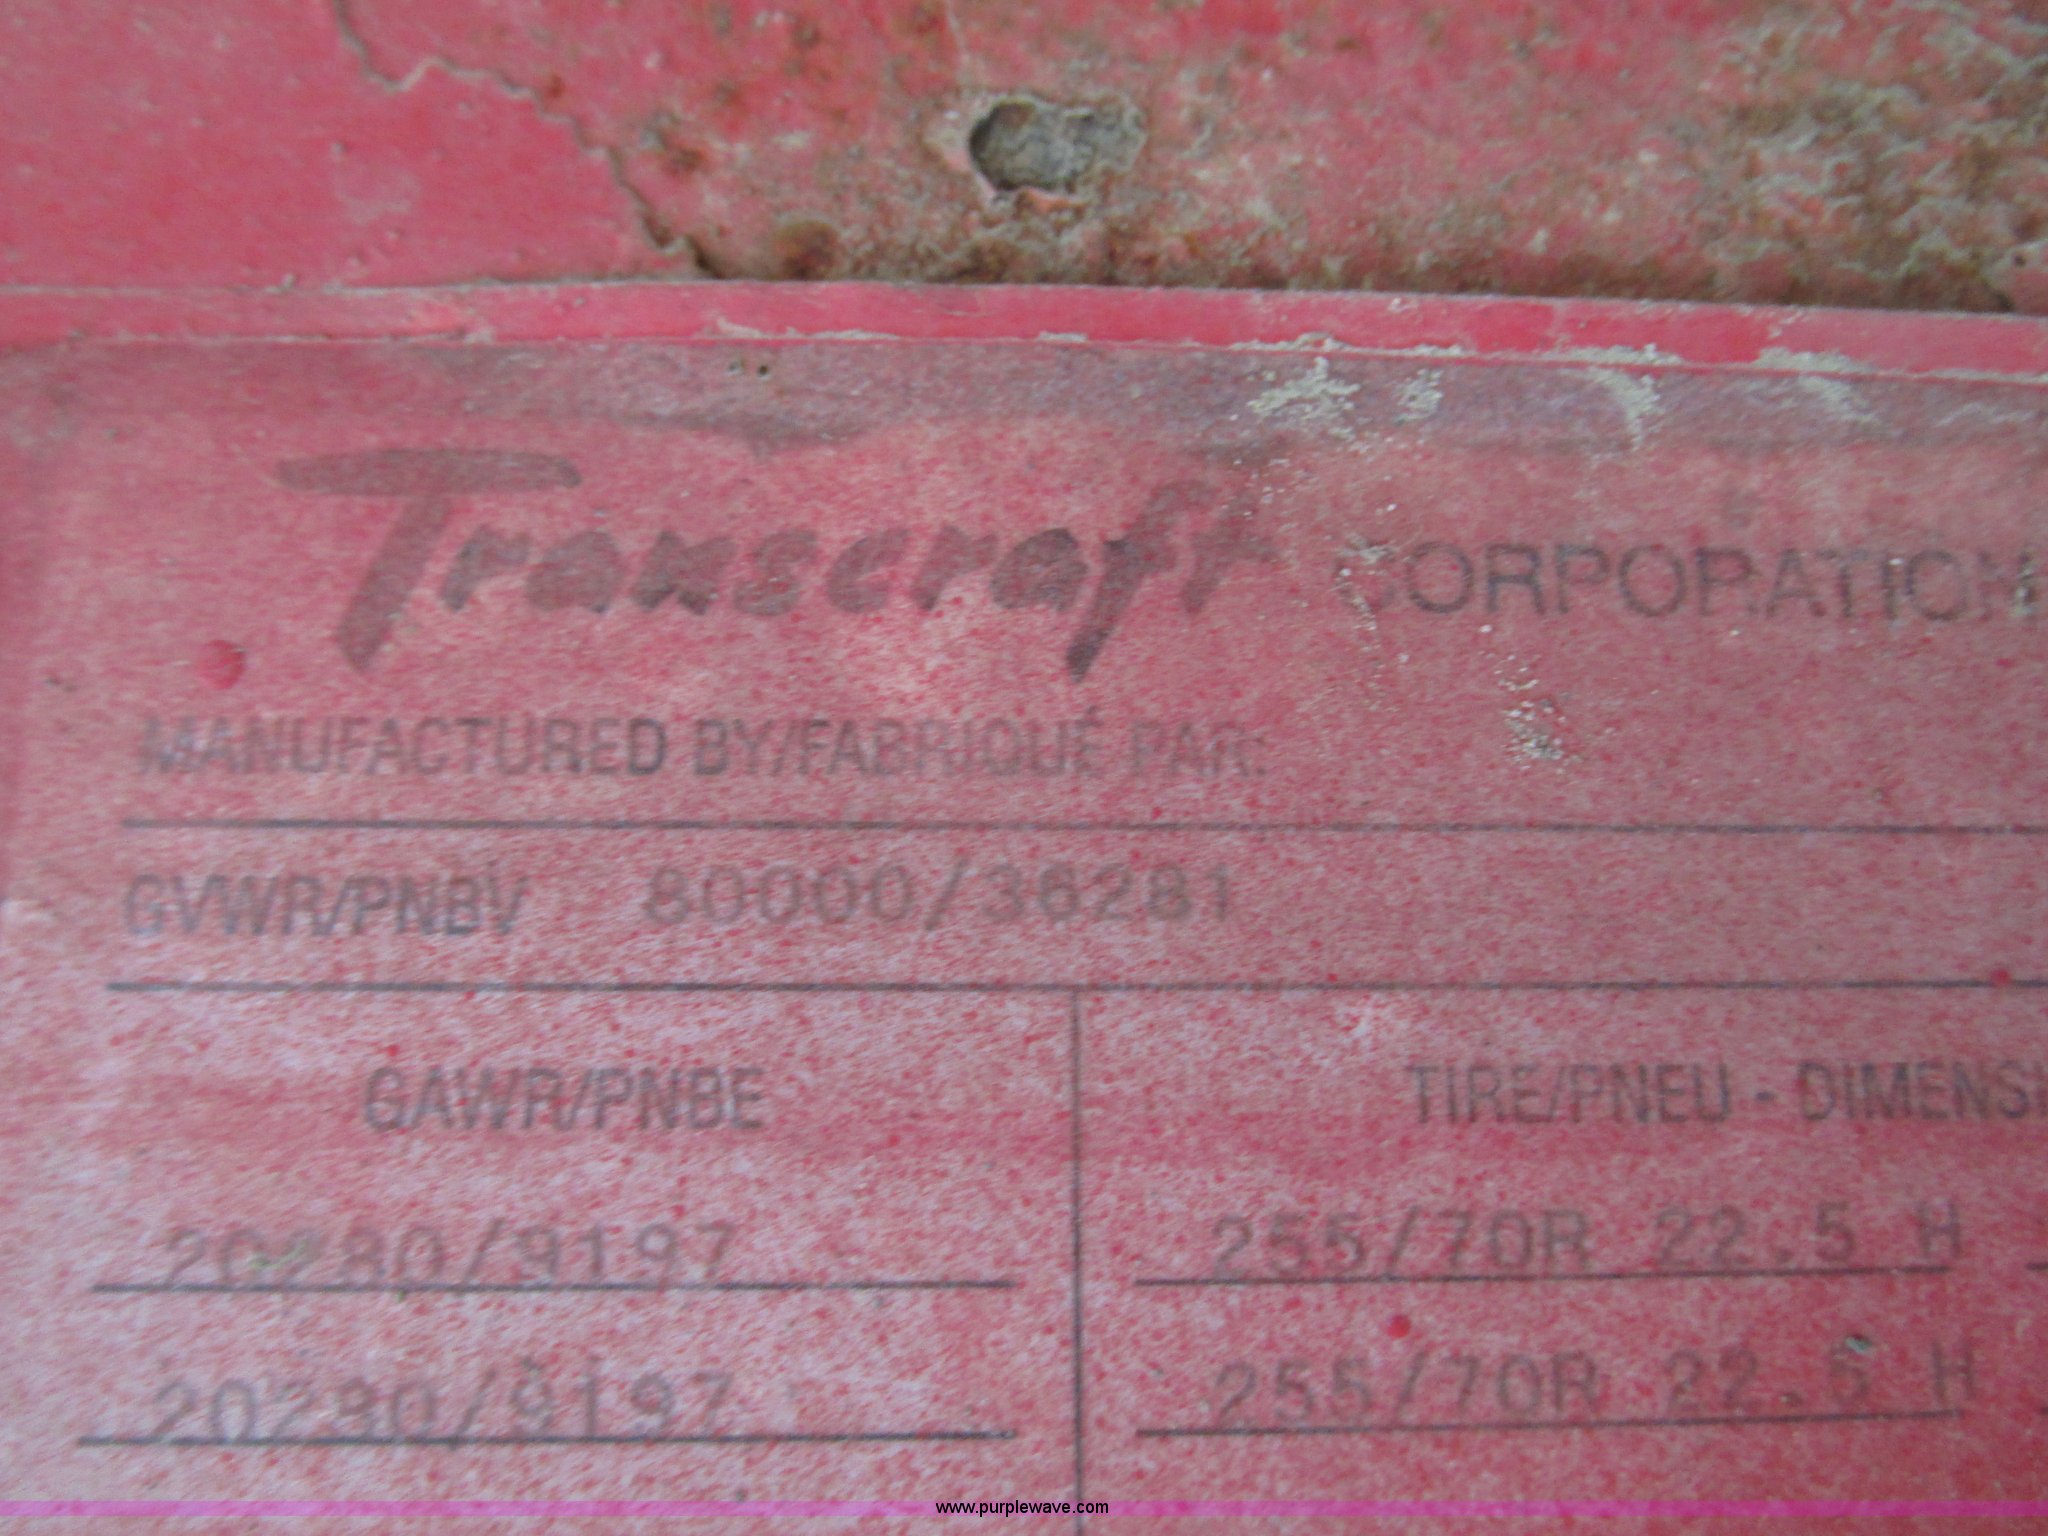 Transcraft CORPORATION
MANUFACTURED BY/FABRIQUÉ PAR:
GVWR/PNBV 80000/36281
GAWR/PNBE TIRE/PNEU - DIMENSI
20280/9197 255/70R 22.5 H
20280/9197 255/70R 22.5 H
www.purplewave.com